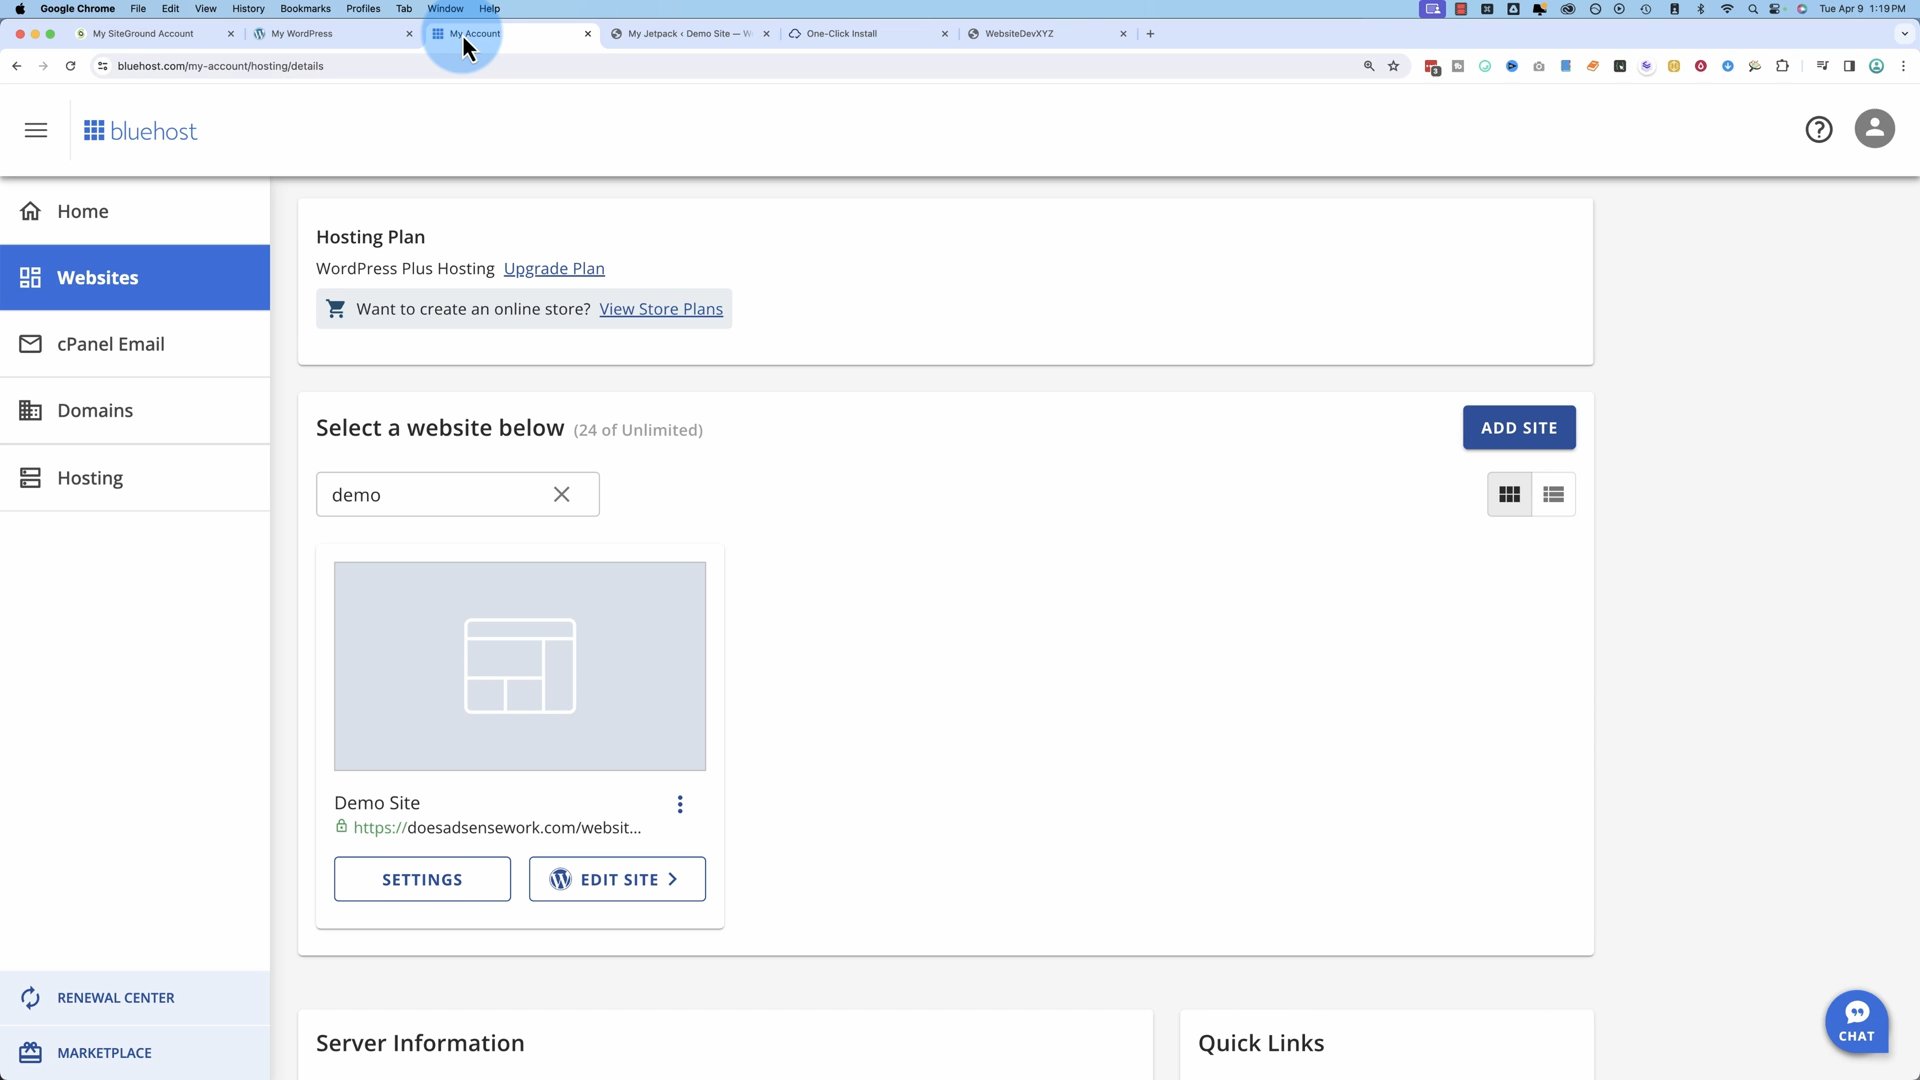 Google Chrome File Edit View History Bookmarks Profiles Tab Window Help Tue Apr 9 1:19 PM
My SiteGround Account My WordPress My Account My Jetpack ‹ Demo Site — W One-Click Install WebsiteDevXYZ
bluehost.com/my-account/hosting/details
3
bluehost
Home
Websites
cPanel Email
Domains
Hosting
RENEWAL CENTER
MARKETPLACE
Hosting Plan
WordPress Plus Hosting Upgrade Plan
Want to create an online store? View Store Plans
Select a website below (24 of Unlimited)
ADD SITE
demo
Demo Site
https://doesadsensework.com/websit...
SETTINGS EDIT SITE
Server Information
Quick Links
CHAT